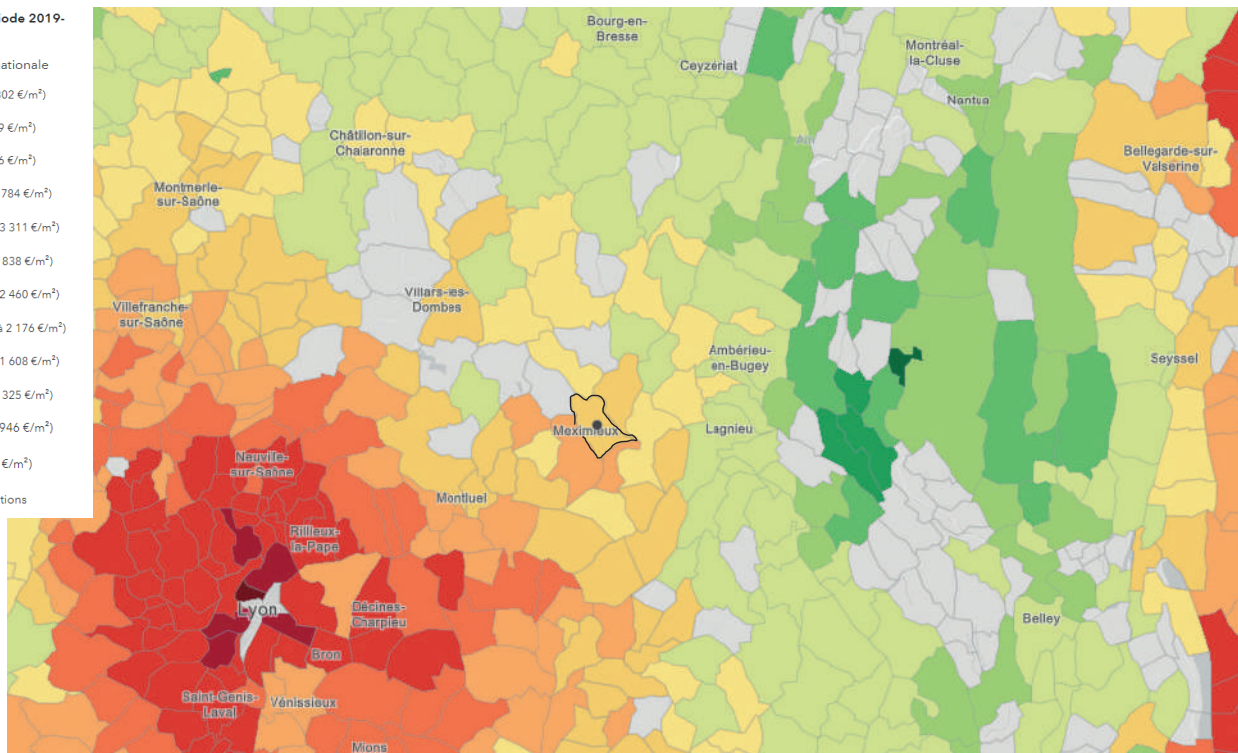 iode 2019-
ationale
302 €/m²)
9 €/m²)
6 €/m²)
784 €/m²)
3 311 €/m²)
838 €/m²)
2 460 €/m²)
à 2 176 €/m²)
1 608 €/m²)
325 €/m²)
946 €/m²)
€/m²)
tions
Bourg-en-
Bresse
Ceyzériat
Montréal-
la-Cluse
Nantua
Ain
Châtillon-sur-
Chalaronne
Bellegarde-sur-
Valserine
Montmerle-
sur-Saône
Villars-les-
Dombes
Villefranche-
sur-Saône
Ambérieu-
en-Bugey
Seyssel
Meximieux
Lagnieu
Neuville-
sur-Saône
Montluel
Rillieux-
la-Pape
Lyon
Décines-
Charpieu
Belley
Bron
Saint-Genis-
Laval
Vénissieux
Mions